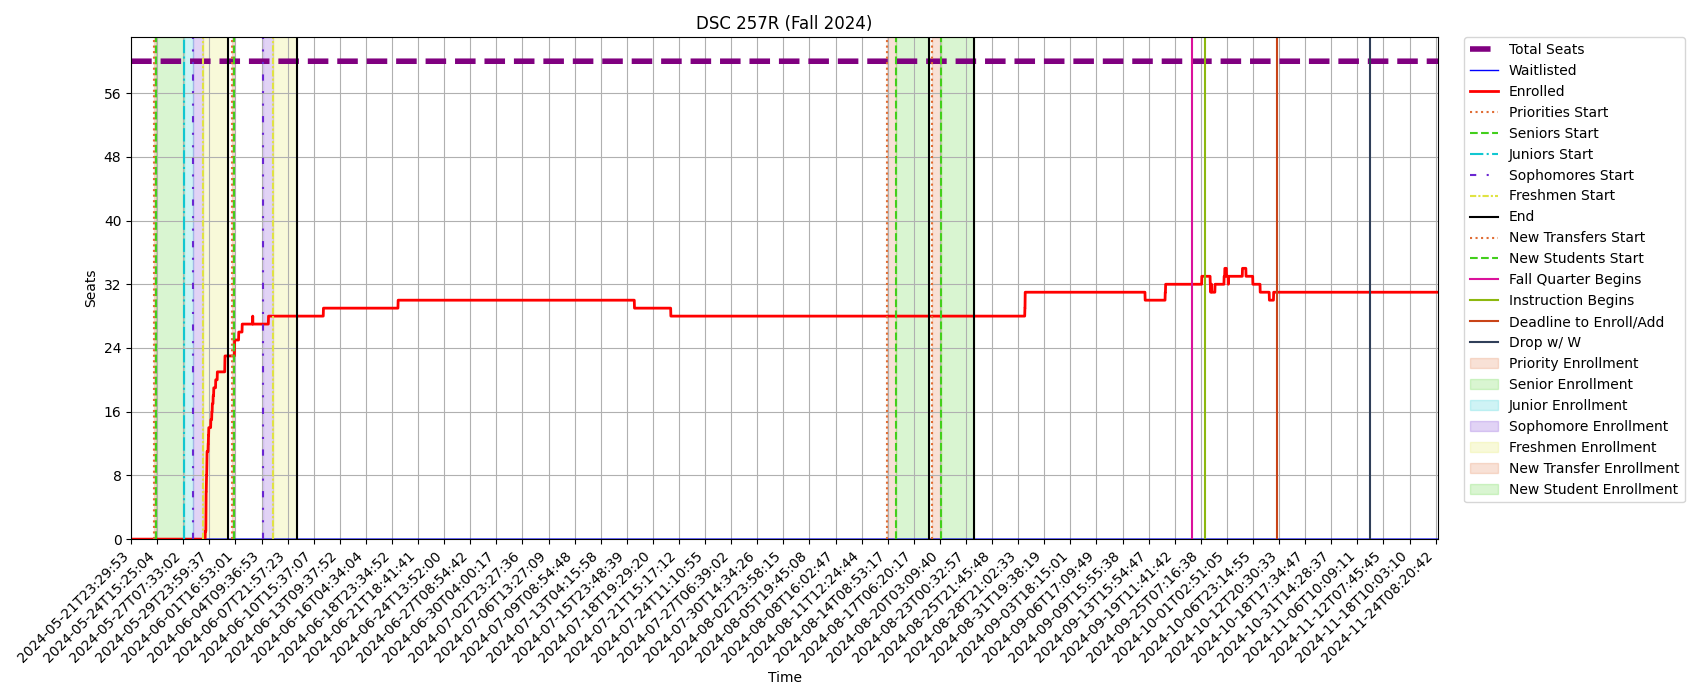 DSC 257R (Fall 2024)
Seats
56
48
40
32
24
16
8
0
2024-05-21T23:29:53
2024-05-24T15:25:04
2024-05-27T07:33:02
2024-05-29T23:59:37
2024-06-01T16:53:01
2024-06-04T09:36:53
2024-06-07T21:57:23
2024-06-10T15:37:07
2024-06-13T09:37:52
2024-06-16T04:34:04
2024-06-18T23:34:52
2024-06-21T18:41:41
2024-06-24T13:52:00
2024-06-27T08:54:42
2024-06-30T04:00:17
2024-07-02T23:27:36
2024-07-06T13:27:09
2024-07-09T08:54:48
2024-07-13T04:15:58
2024-07-15T23:48:39
2024-07-18T19:29:20
2024-07-21T15:17:12
2024-07-24T11:10:55
2024-07-27T06:39:02
2024-07-30T14:34:26
2024-08-02T23:58:15
2024-08-05T19:45:08
2024-08-08T16:02:47
2024-08-11T12:24:44
2024-08-14T08:53:17
2024-08-17T06:20:17
2024-08-20T03:09:40
2024-08-23T00:32:57
2024-08-25T21:45:48
2024-08-28T21:02:33
2024-08-31T19:38:19
2024-09-03T18:15:01
2024-09-06T17:09:49
2024-09-09T15:55:38
2024-09-13T15:54:47
2024-09-19T11:41:42
2024-09-25T07:16:38
2024-10-01T02:51:05
2024-10-06T23:14:55
2024-10-12T20:30:33
2024-10-18T17:34:47
2024-10-31T14:28:37
2024-11-06T10:09:11
2024-11-12T07:45:45
2024-11-18T10:03:10
2024-11-24T08:20:42
Time
Total Seats
Waitlisted
Enrolled
Priorities Start
Seniors Start
Juniors Start
Sophomores Start
Freshmen Start
End
New Transfers Start
New Students Start
Fall Quarter Begins
Instruction Begins
Deadline to Enroll/Add
Drop w/ W
Priority Enrollment
Senior Enrollment
Junior Enrollment
Sophomore Enrollment
Freshmen Enrollment
New Transfer Enrollment
New Student Enrollment